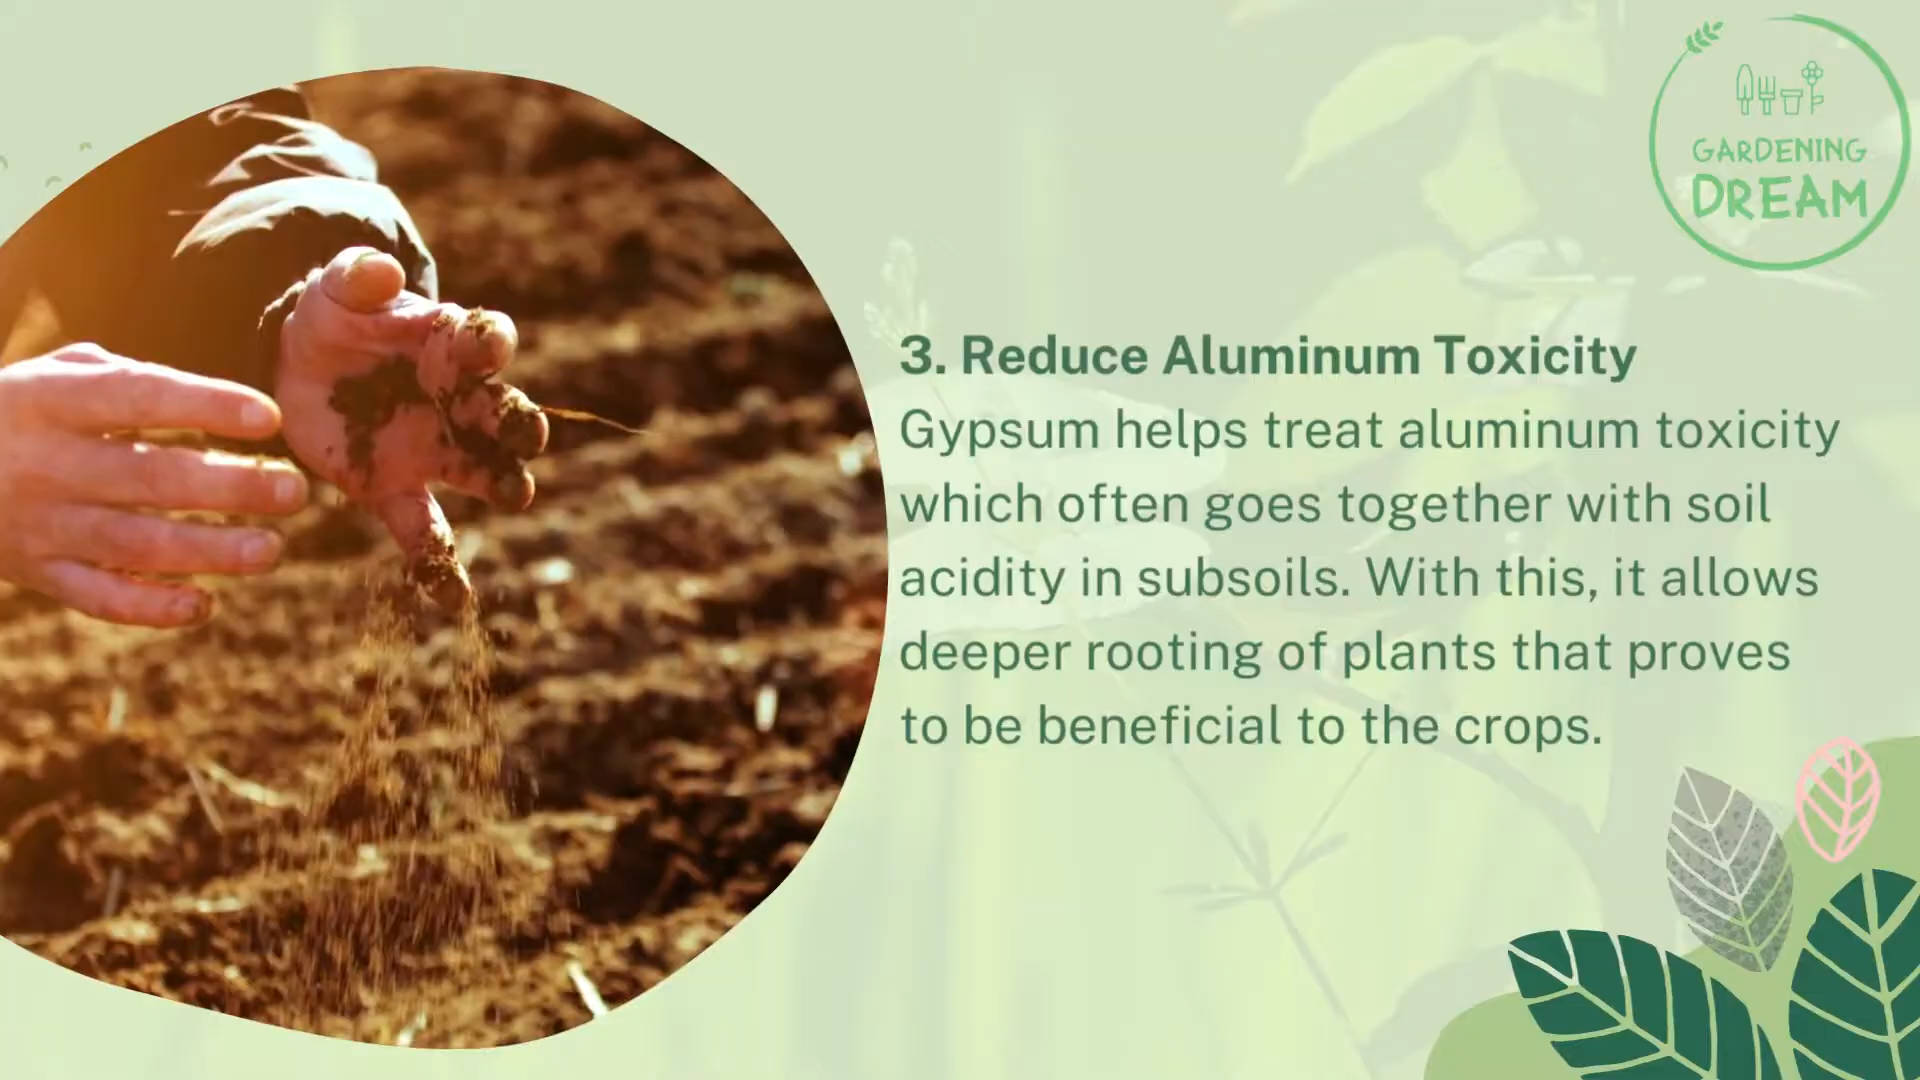 GARDENING
DREAM
3. Reduce Aluminum Toxicity
Gypsum helps treat aluminum toxicity
which often goes together with soil
acidity in subsoils. With this, it allows
deeper rooting of plants that proves
to be beneficial to the crops.